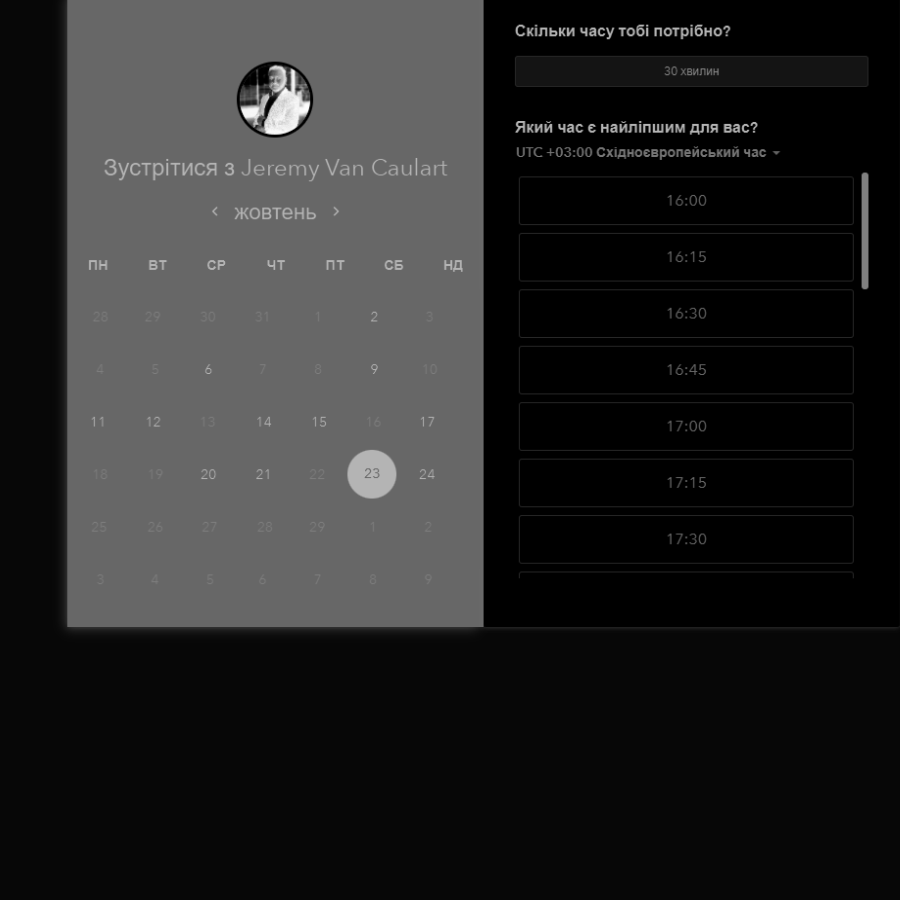 Зустрітися з Jeremy Van Caulart
жовтень
ПН ВТ СР ЧТ ПТ СБ НД
28 29 30 31 1 2 3
4 5 6 7 8 9 10
11 12 13 14 15 16 17
18 19 20 21 22 23 24
25 26 27 28 29 1 2
3 4 5 6 7 8 9
Скільки часу тобі потрібно?
30 хвилин
Який час є найліпшим для вас?
UTC +03:00 Східноєвропейський час
16:00
16:15
16:30
16:45
17:00
17:15
17:30